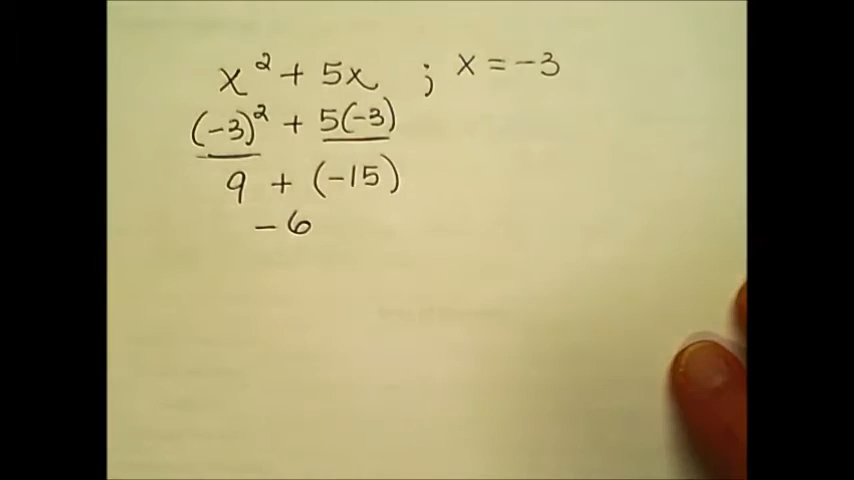 x² + 5x ; x = -3
(-3)² + 5(-3)
9 + (-15)
-6